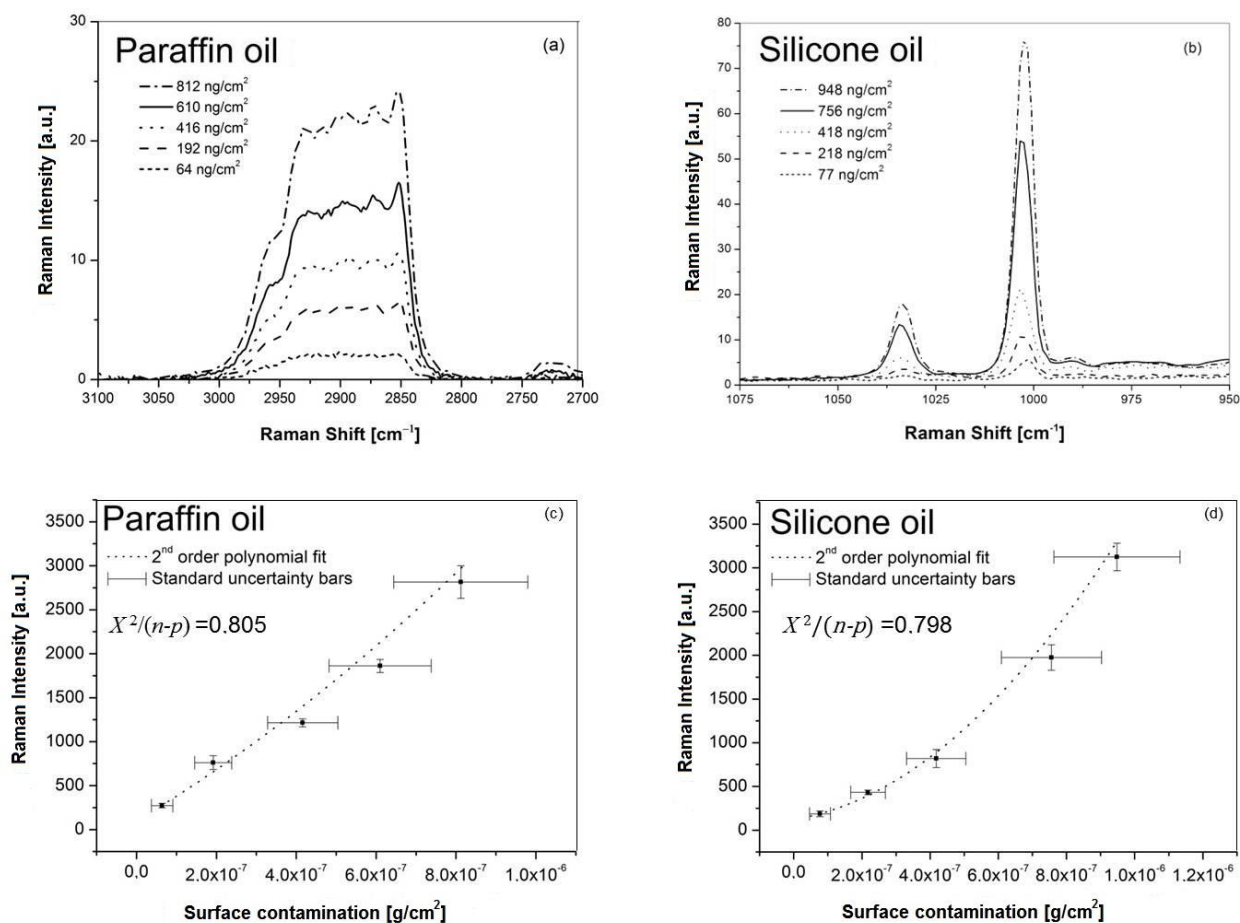 Paraffin oil
(a)
812 ng/cm²
610 ng/cm²
416 ng/cm²
192 ng/cm²
64 ng/cm²
30
20
10
0
3100 3050 3000 2950 2900 2850 2800 2750 2700
Raman Intensity [a.u.]
Raman Shift [cm⁻¹]
Silicone oil
(b)
948 ng/cm²
756 ng/cm²
418 ng/cm²
218 ng/cm²
77 ng/cm²
80
70
60
50
40
30
20
10
0
1075 1050 1025 1000 975 950
Raman Intensity [a.u.]
Raman Shift [cm⁻¹]
Paraffin oil
(c)
2nd order polynomial fit
Standard uncertainty bars
X²/(n-p) =0.805
3500
3000
2500
2000
1500
1000
500
0
0,0 2.0x10⁻⁷ 4.0x10⁻⁷ 6.0x10⁻⁷ 8.0x10⁻⁷ 1.0x10⁻⁶
Raman Intensity [a.u.]
Surface contamination [g/cm²]
Silicone oil
(d)
2nd order polynomial fit
Standard uncertainty bars
X²/(n-p) =0.798
3500
3000
2500
2000
1500
1000
500
0
0.0 2.0x10⁻⁷ 4.0x10⁻⁷ 6.0x10⁻⁷ 8.0x10⁻⁷ 1.0x10⁻⁶ 1.2x10⁻⁶
Raman Intensity [a.u.]
Surface contamination [g/cm²]